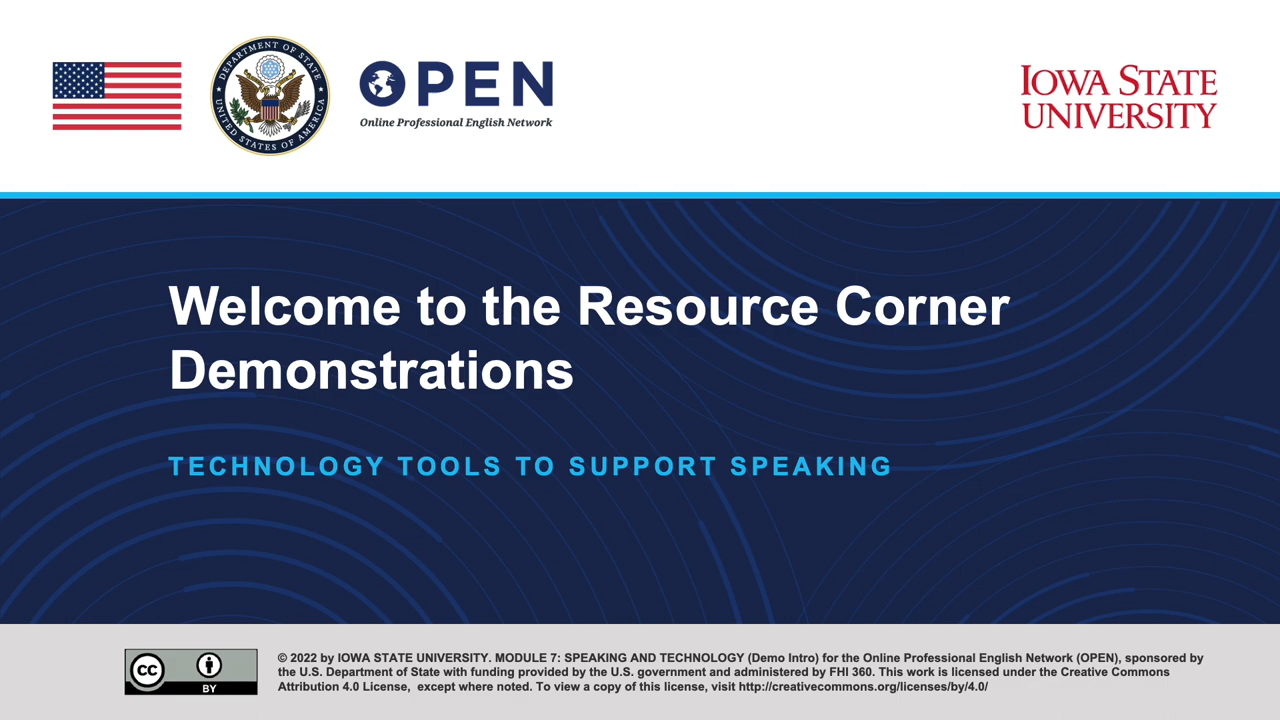 DEPARTMENT OF STATE
UNITED STATES OF AMERICA
OPEN
Online Professional English Network
IOWA STATE
UNIVERSITY
Welcome to the Resource Corner
Demonstrations
TECHNOLOGY TOOLS TO SUPPORT SPEAKING
CC
BY
© 2022 by IOWA STATE UNIVERSITY. MODULE 7: SPEAKING AND TECHNOLOGY (Demo Intro) for the Online Professional English Network (OPEN), sponsored by
the U.S. Department of State with funding provided by the U.S. government and administered by FHI 360. This work is licensed under the Creative Commons
Attribution 4.0 License, except where noted. To view a copy of this license, visit http://creativecommons.org/licenses/by/4.0/